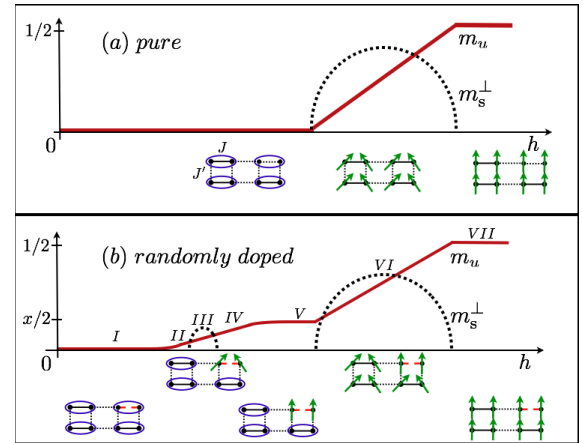 1/2
(a) pure
m_u
m_s^⊥
0
J
J'
h
1/2
(b) randomly doped
VII
m_u
VI
x/2
III
IV
V
m_s^⊥
I
II
0
h